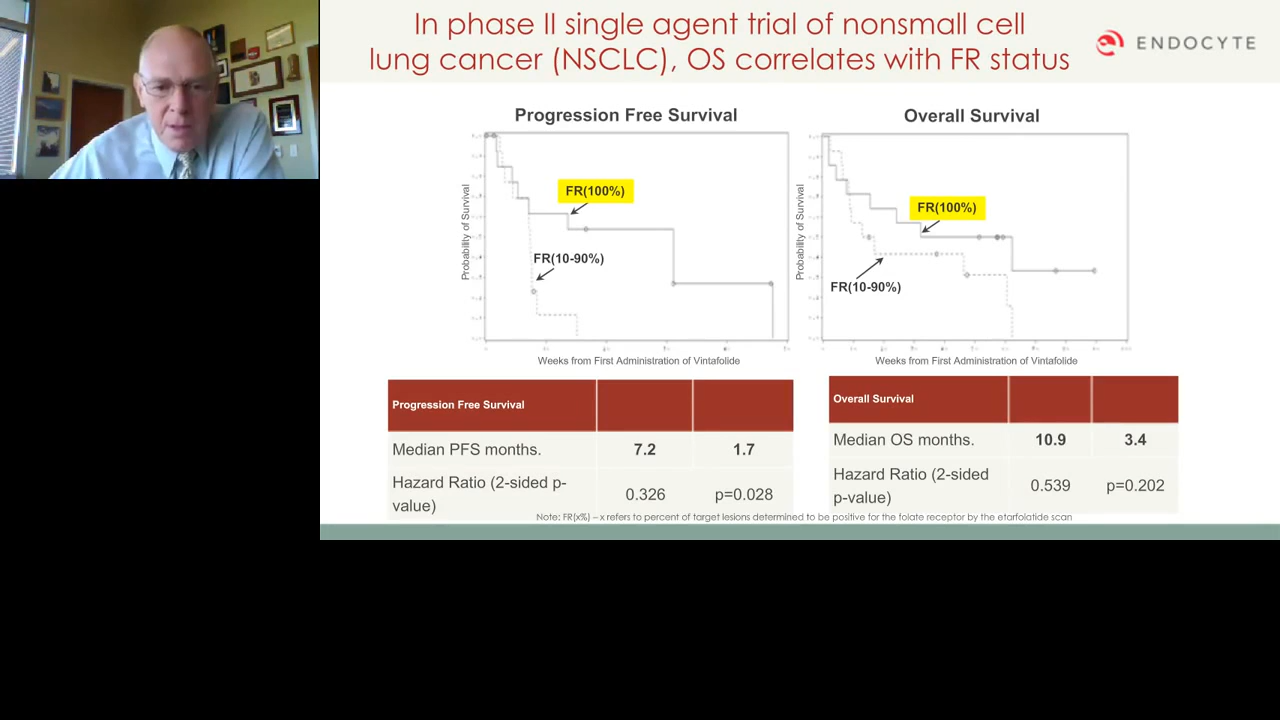 In phase II single agent trial of nonsmall cell
lung cancer (NSCLC), OS correlates with FR status
ENDOCYTE
Progression Free Survival
Probability of Survival
FR(100%)
FR(10-90%)
Weeks from First Administration of Vintafolide
Overall Survival
Probability of Survival
FR(100%)
FR(10-90%)
Weeks from First Administration of Vintafolide
Progression Free Survival
Median PFS months. 7.2 1.7
Hazard Ratio (2-sided p-
value) 0.326 p=0.028
Overall Survival
Median OS months. 10.9 3.4
Hazard Ratio (2-sided
p-value) 0.539 p=0.202
Note: FR(x%) – x refers to percent of target lesions determined to be positive for the folate receptor by the etarfolatide scan